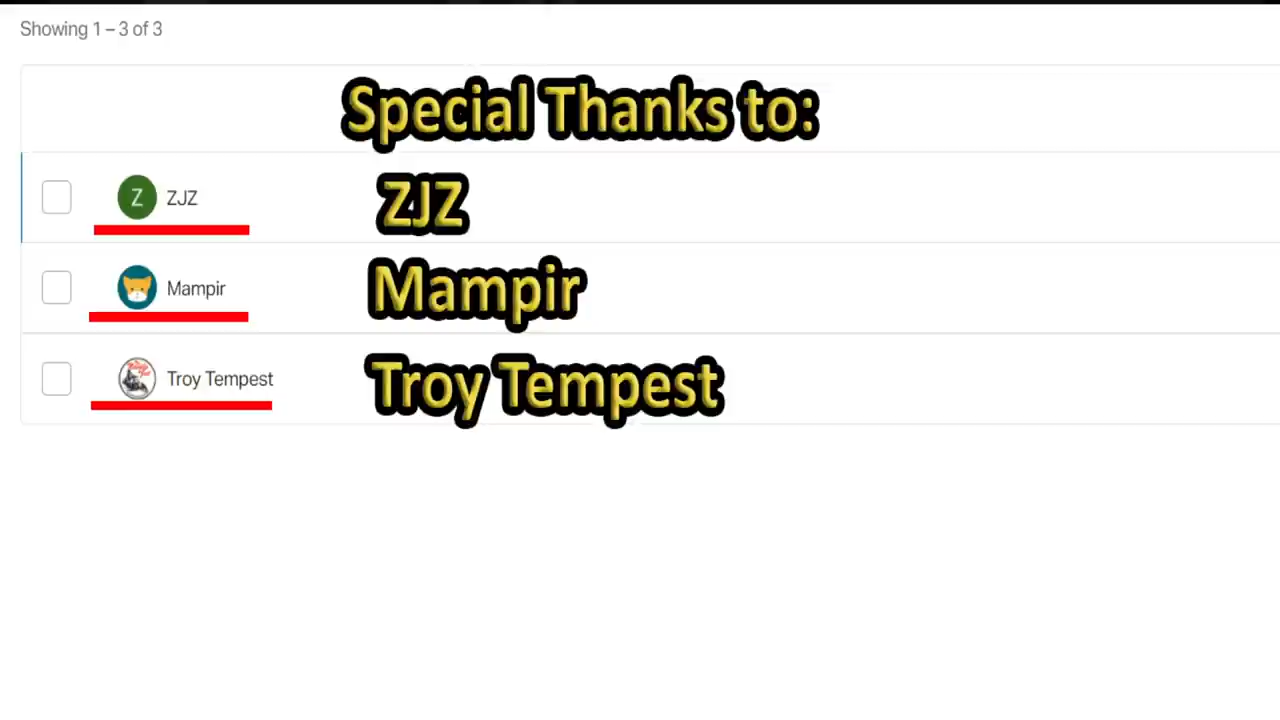 Showing 1 – 3 of 3
Special Thanks to:
Z ZJZ ZJZ
Mampir Mampir
Troy Tempest Troy Tempest